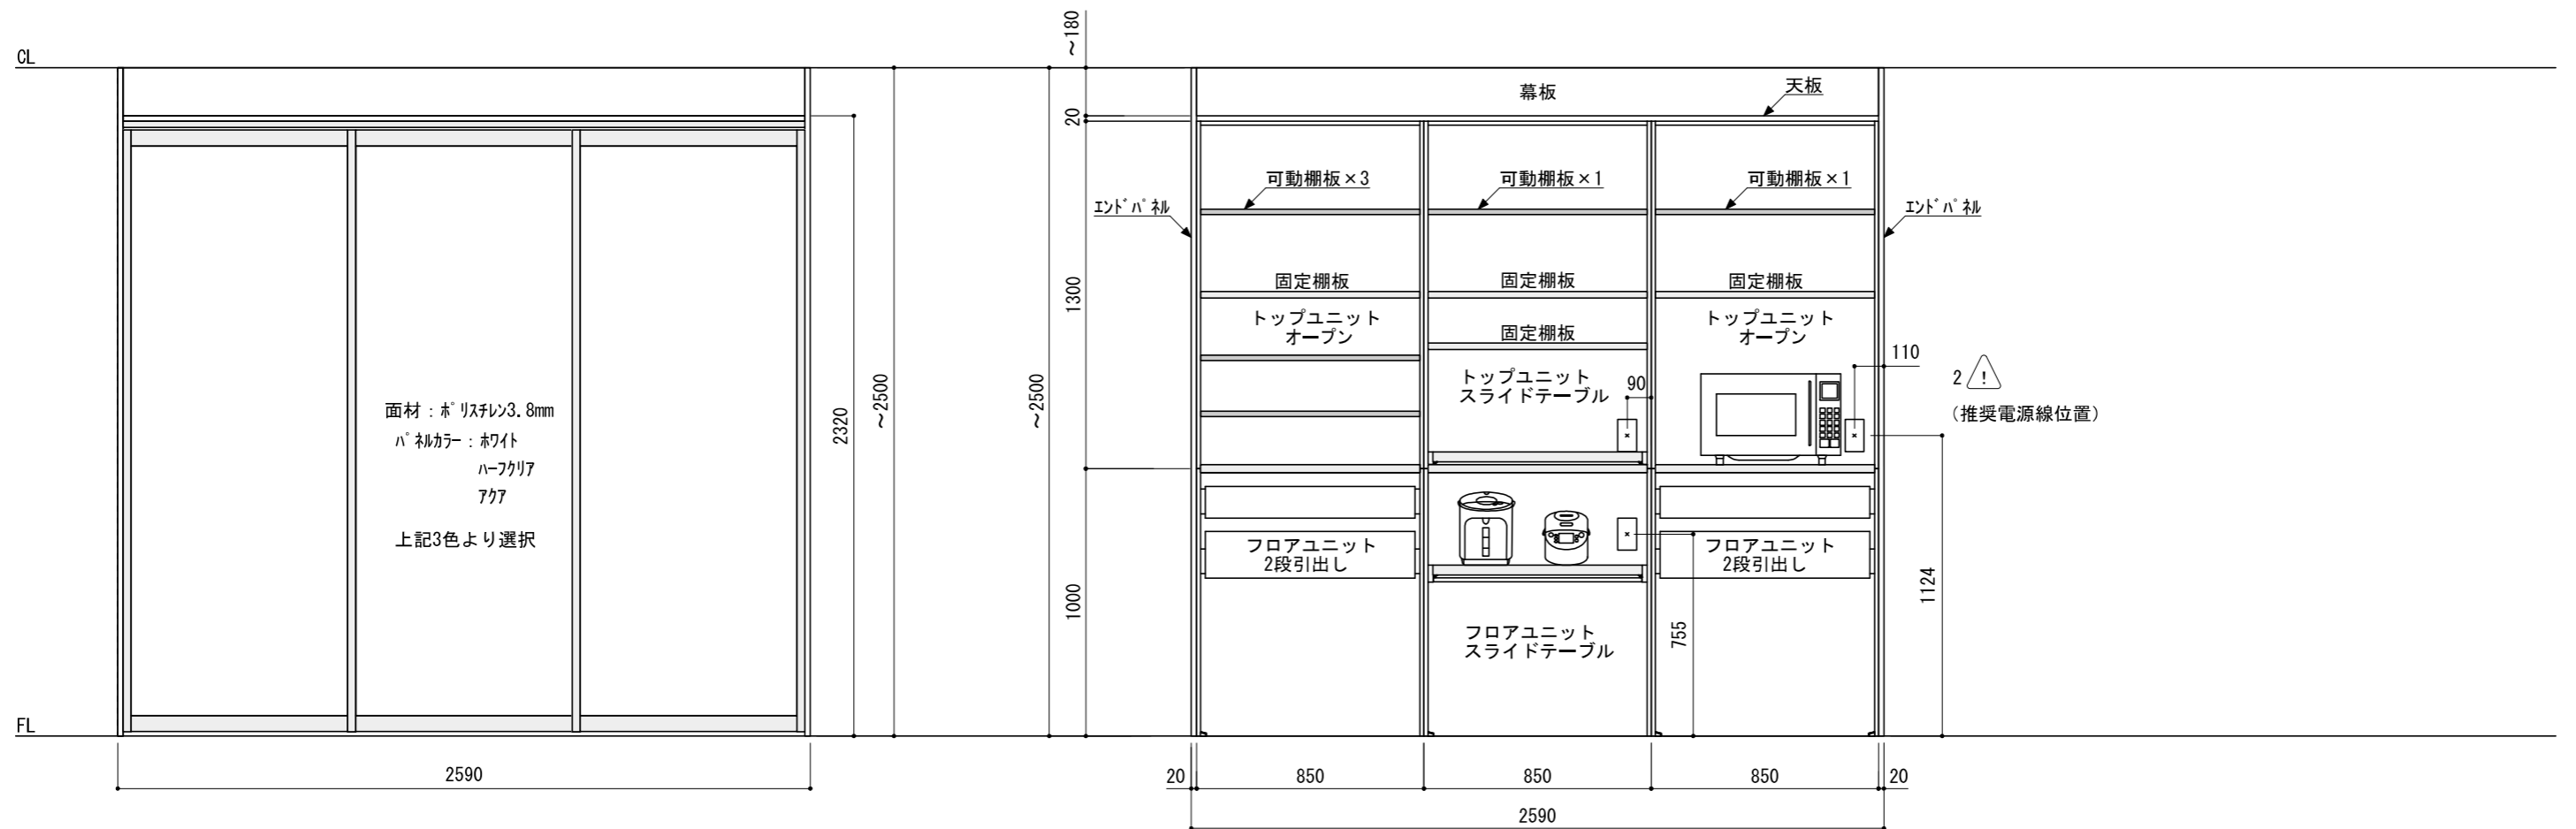 CL
FL
面材：ﾎﾟﾘｽﾁﾚﾝ3.8mm
ﾊﾟﾈﾙｶﾗｰ：ﾎﾜｲﾄ
ﾊｰﾌｸﾘｱ
ｱｸｱ
上記3色より選択
2590
2320
～2500
～2500
～180
20
1300
1000
幕板
天板
可動棚板×3
可動棚板×1
可動棚板×1
ｴﾝﾄﾞﾊﾟﾈﾙ
ｴﾝﾄﾞﾊﾟﾈﾙ
固定棚板
固定棚板
固定棚板
トップユニット
オープン
固定棚板
トップユニット
オープン
トップユニット
スライドテーブル
90
110
2
!
(推奨電源線位置)
フロアユニット
2段引出し
フロアユニット
2段引出し
フロアユニット
スライドテーブル
755
1124
20
850
850
850
20
2590